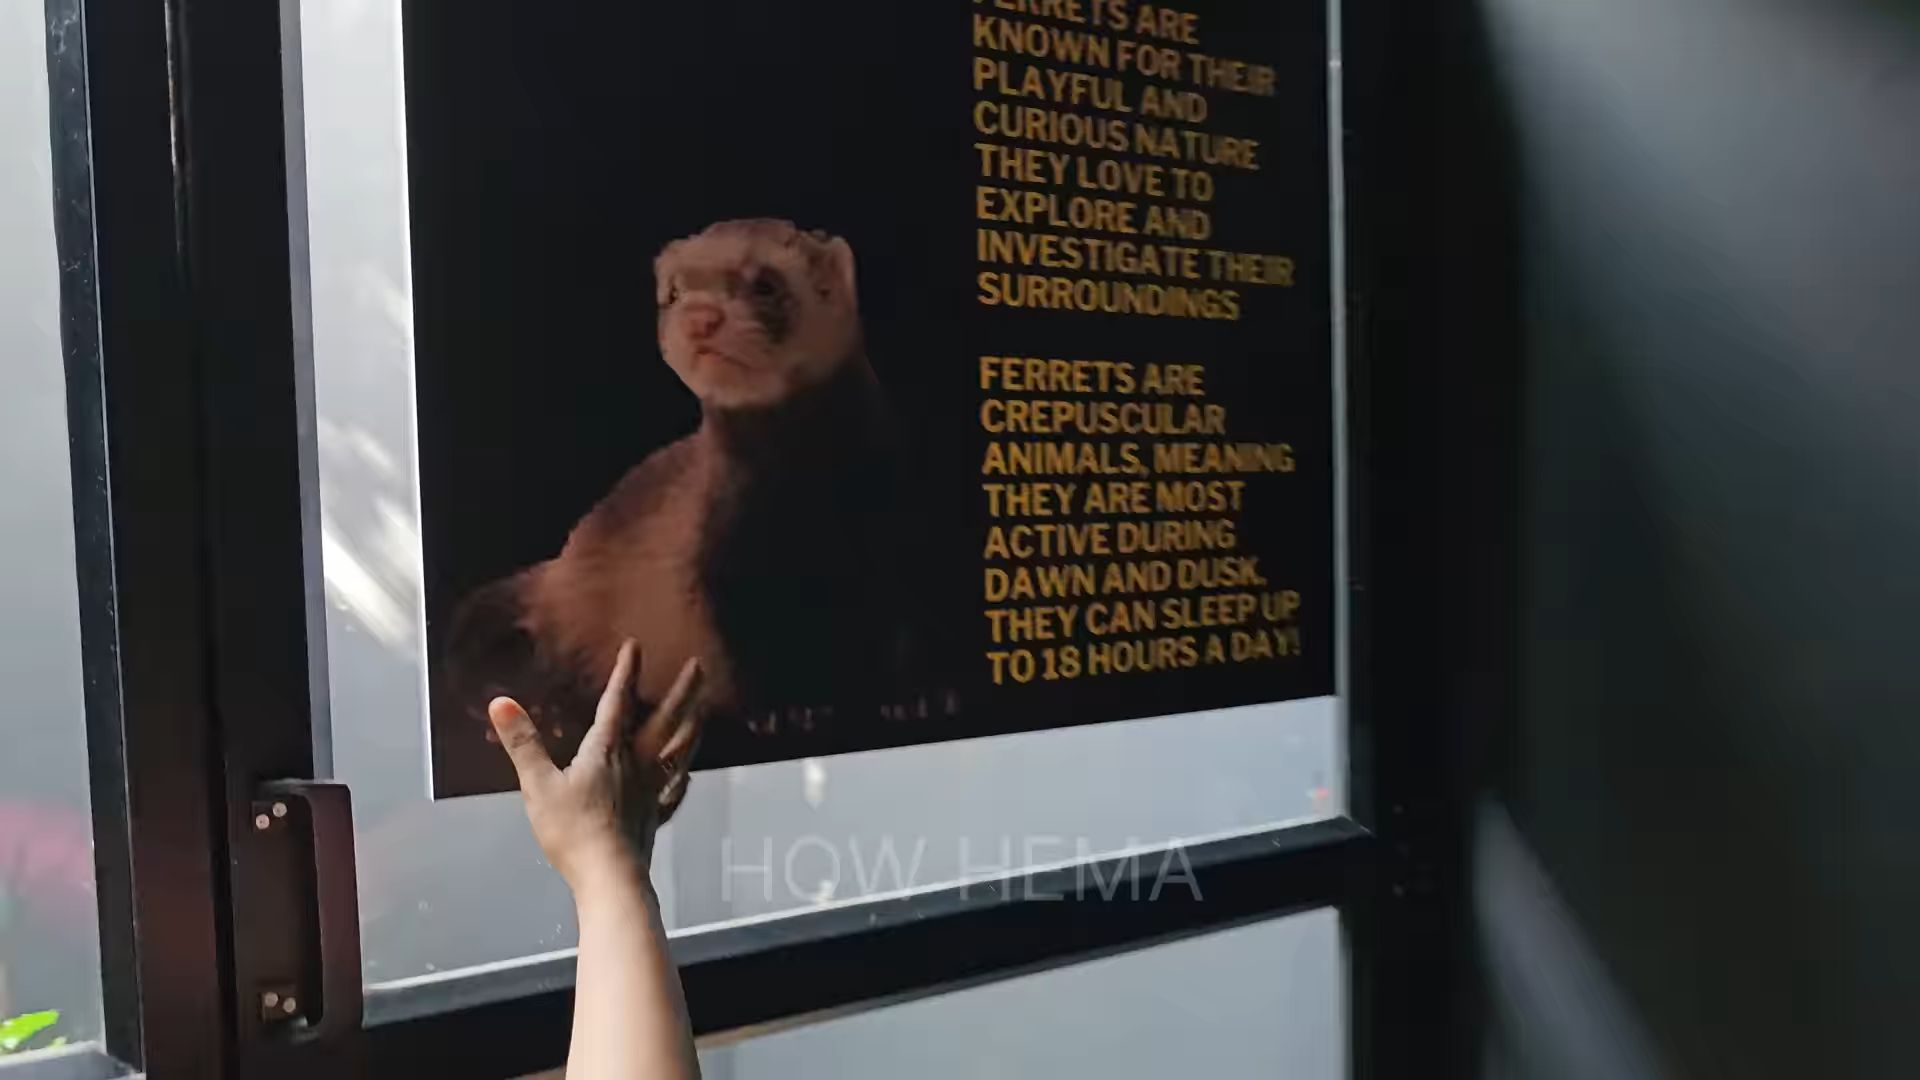 FERRETS ARE
KNOWN FOR THEIR
PLAYFUL AND
CURIOUS NATURE
THEY LOVE TO
EXPLORE AND
INVESTIGATE THEIR
SURROUNDINGS
FERRETS ARE
CREPUSCULAR
ANIMALS, MEANING
THEY ARE MOST
ACTIVE DURING
DAWN AND DUSK.
THEY CAN SLEEP UP
TO 18 HOURS A DAY!
HOW HEMA